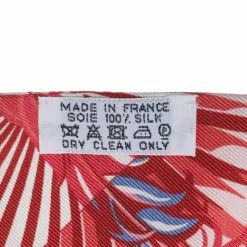 MADE IN FRANCE
SOIE 100% SILK
DRY CLEAN ONLY